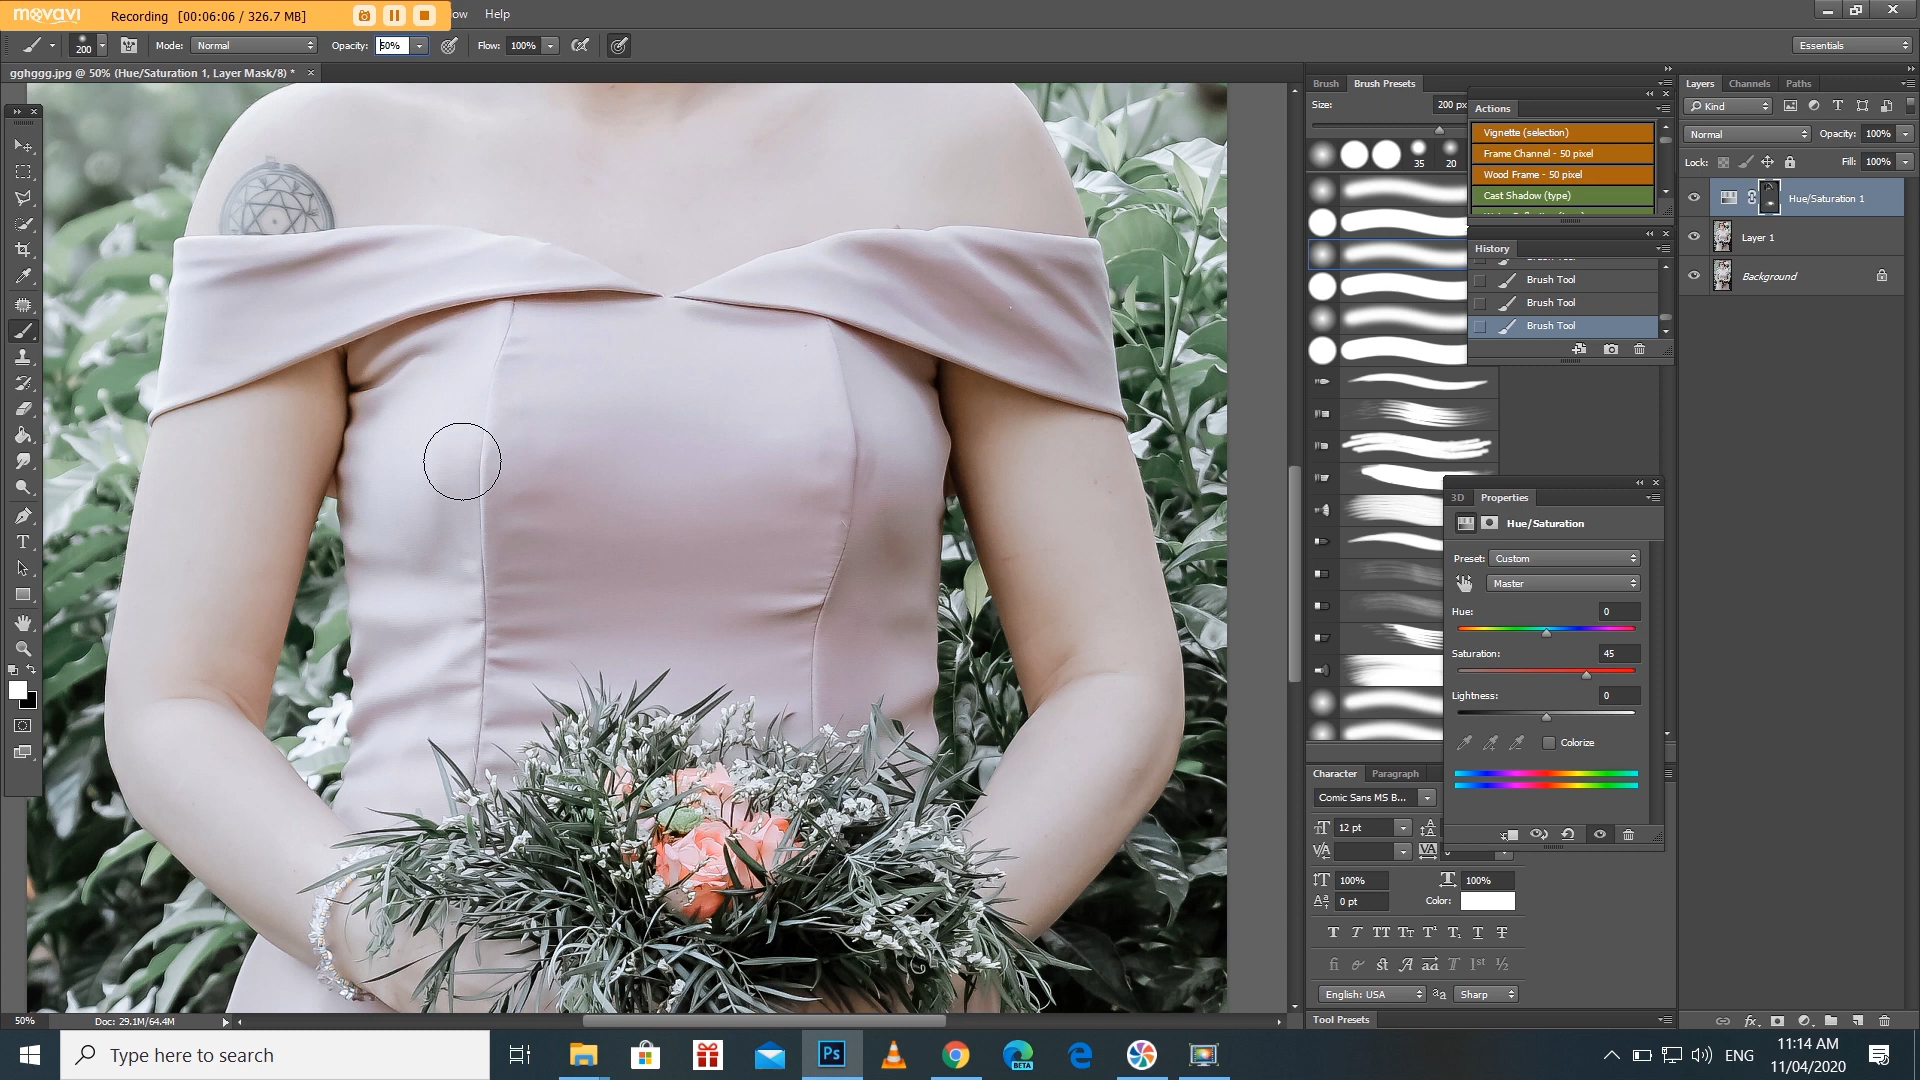 movavi
Recording [00:06:06 / 326.7 MB]
Help
200
Mode: Normal
Opacity: 60%
Flow: 100%
Essentials
gghggg.jpg @ 50% (Hue/Saturation 1, Layer Mask/8) *
Brush
Brush Presets
Size: 200 px
35
20
Actions
Vignette (selection)
Frame Channel - 50 pixel
Wood Frame - 50 pixel
Cast Shadow (type)
History
Brush Tool
Brush Tool
Brush Tool
Brush Tool
Layers
Channels
Paths
Kind
Normal
Opacity: 100%
Lock:
Fill: 100%
Hue/Saturation 1
Layer 1
Background
3D
Properties
Hue/Saturation
Preset: Custom
Master
Hue: 0
Saturation: 45
Lightness: 0
Colorize
Character
Paragraph
Comic Sans MS B...
12 pt
100%
100%
0 pt
Color:
English: USA
Sharp
Tool Presets
50%
Doc: 29.1M/64.4M
Type here to search
Ps
BETA
ENG
11:14 AM
11/04/2020